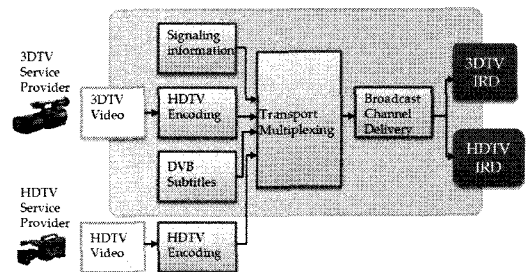 3DTV
Service
Provider
3DTV
Video
Signaling
information
HDTV
Encoding
DVB
Subtitles
HDTV
Service
Provider
HDTV
Video
HDTV
Encoding
Transport
Multiplexing
Broadcast
Channel
Delivery
3DTV
IRD
HDTV
IRD